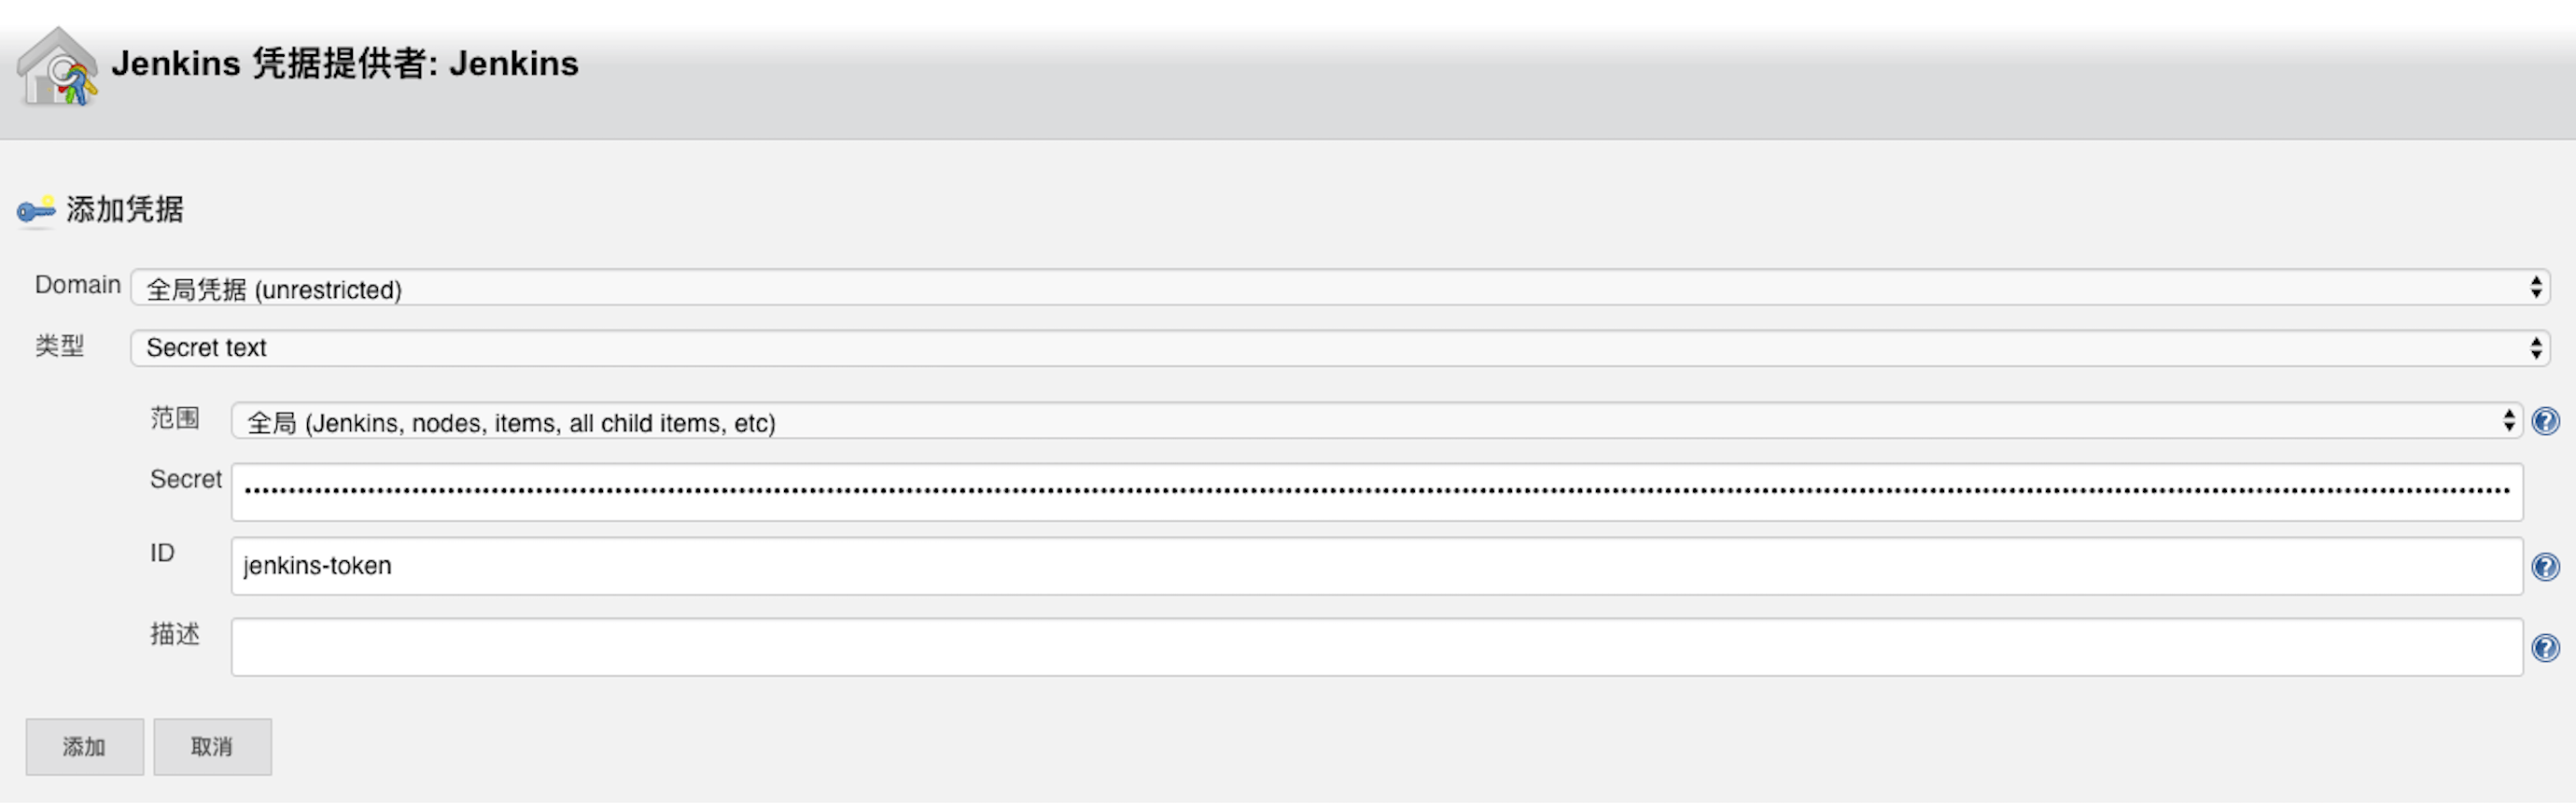 Jenkins 凭据提供者: Jenkins
添加凭据
Domain 全局凭据 (unrestricted)
类型 Secret text
范围 全局 (Jenkins, nodes, items, all child items, etc)
Secret
ID jenkins-token
描述
添加 取消